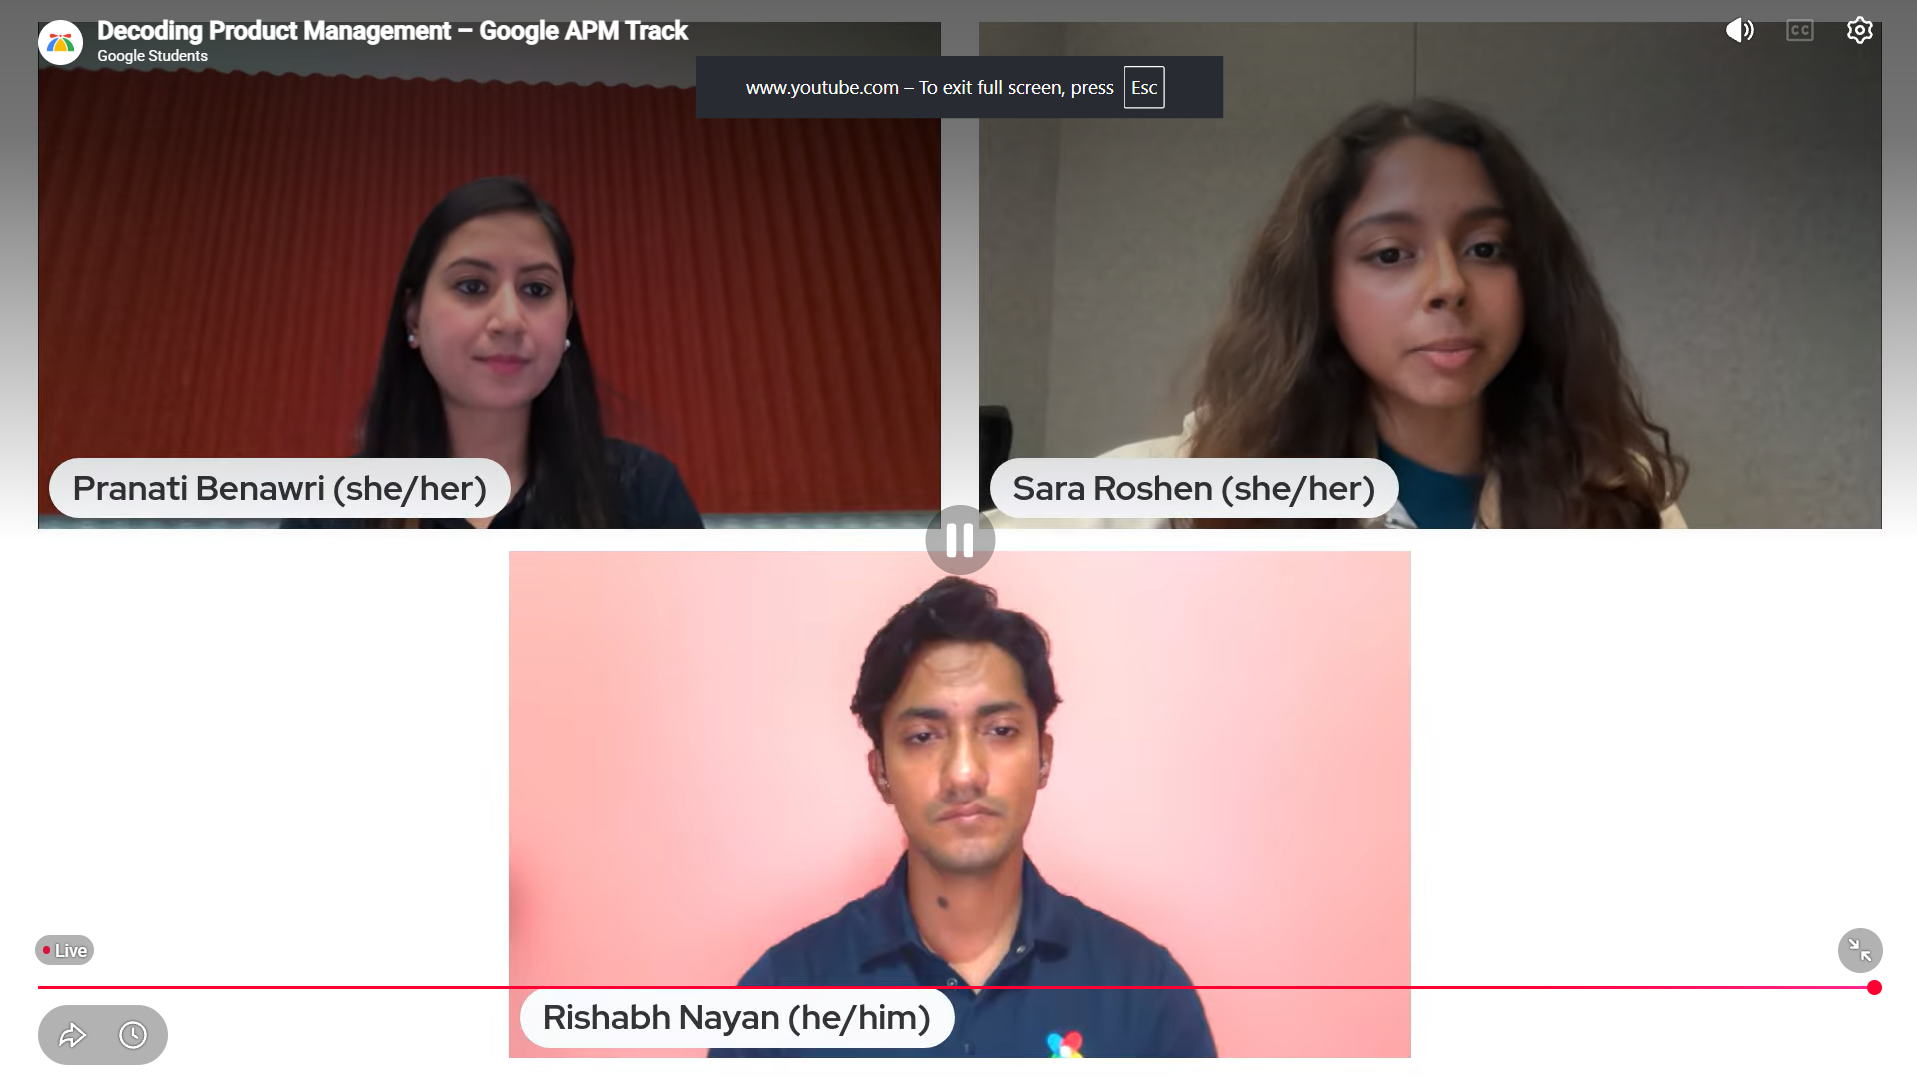 Decoding Product Management – Google APM Track
Google Students
CC
www.youtube.com – To exit full screen, press Esc
Pranati Benawri (she/her)
Sara Roshen (she/her)
Live
Rishabh Nayan (he/him)